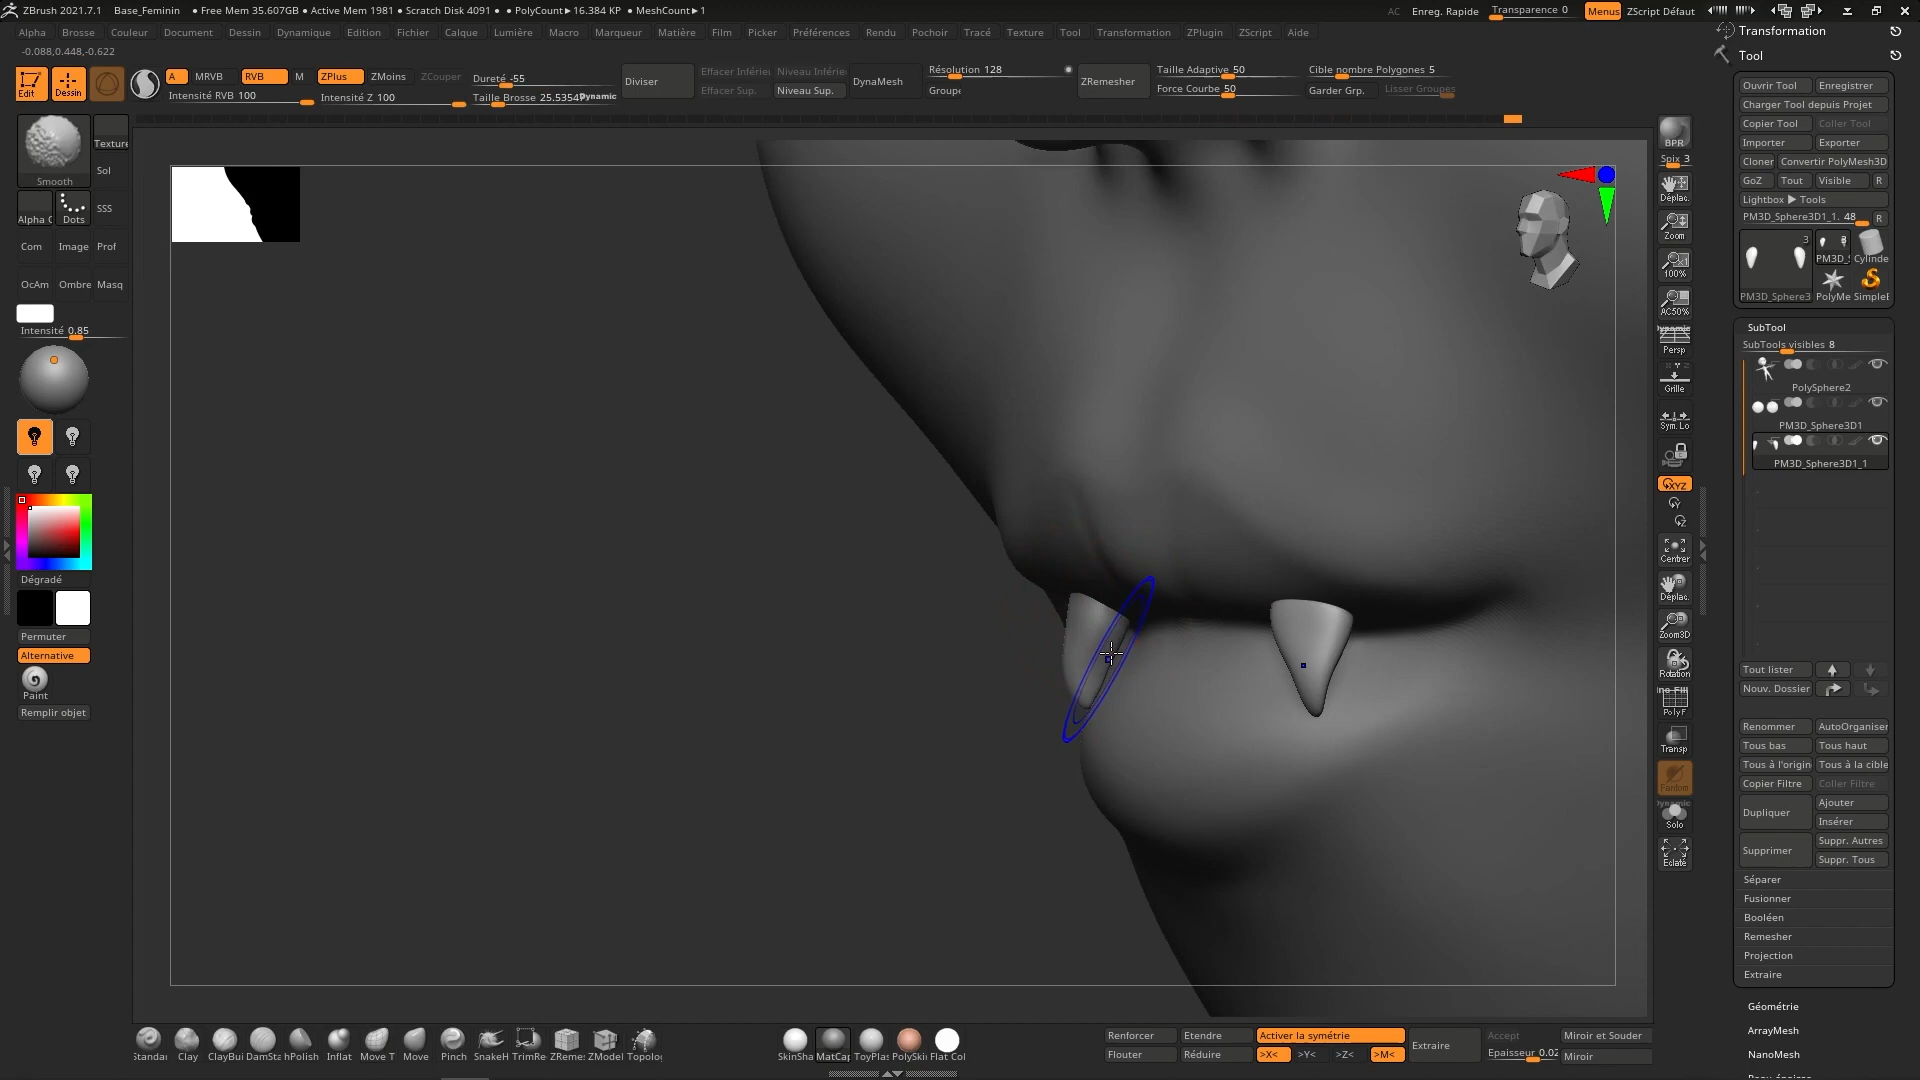 ZBrush 2021.7.1 Base_Feminin • Free Mem 35.607GB • Active Mem 1981 • Scratch Disk 4091 • • PolyCount► 16.384 KP • MeshCount► 1 AC Enreg. Rapide Transparence 0 Menus ZScript Défaut
Alpha Brosse Couleur Document Dessin Dynamique Edition Fichier Calque Lumière Macro Marqueur Matière Film Picker Préférences Rendu Pochoir Tracé Texture Tool Transformation ZPlugin ZScript Aide
-0.088,0.448,-0.622
Edit Dessin
A MRVB RVB M ZPlus ZMoins ZCouper
Intensité RVB 100 Intensité Z 100
Dureté -55
Taille Brosse 25.53547 Dynamic
Diviser
Effacer Inférie Niveau Inférie
Effacer Sup. Niveau Sup.
DynaMesh
Résolution 128
Groupe
ZRemesher
Taille Adaptive 50 Cible nombre Polygones 5
Force Courbe 50 Garder Grp. Lisser Groupes
Smooth
Texture
Sol
Alpha O
Dots
SSS
Com Image Prof
OcAm Ombre Masq
Intensité 0.85
Dégradé
Permuter
Alternative
Paint
Remplir objet
BPR
Spix 3
Déplac.
Zoom
100%
AC50%
Dynamic
Persp
Grille
Sym. Lo
XYZ
Y
Z
Centrer
Déplac.
Zoom3D
Rotation
PolyF
Transp
Fantom
Dynamic
Solo
Eclaté
Transformation
Tool
Ouvrir Tool Enregistrer
Charger Tool depuis Projet
Copier Tool Coller Tool
Importer Exporter
Cloner Convertir PolyMesh3D
GoZ Tout Visible R
Lightbox ► Tools
PM3D_Sphere3D1_1. 48 R
3
PM3D_Sphere3
PM3D_S
Cylinde
PolyMe
SimpleB
SubTool
SubTools visibles 8
PolySphere2
PM3D_Sphere3D1
PM3D_Sphere3D1_1
Tout lister
Nouv. Dossier
Renommer AutoOrganiser
Tous bas Tous haut
Tous à l'origin Tous à la cible
Copier Filtre Coller Filtre
Dupliquer
Ajouter
Insérer
Supprimer
Suppr. Autres
Suppr. Tous
Séparer
Fusionner
Booléen
Remesher
Projection
Extraire
Géométrie
ArrayMesh
NanoMesh
Standar Clay ClayBui DamSta hPolish Inflat Move T Move Pinch SnakeH TrimRe ZReme: ZModel Topolog
SkinSha MatCap ToyPlas PolySki Flat Col
Renforcer Etendre Activer la symétrie
Flouter Réduire >X< >Y< >Z< >M<
Extraire
Accept
Epaisseur 0.02
Miroir et Souder
Miroir